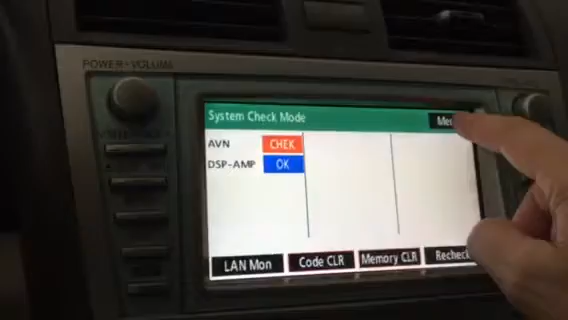 POWER•VOLUME
System Check Mode
AVN CHEK
DSP-AMP OK
LAN Mon Code CLR Memory CLR Recheck